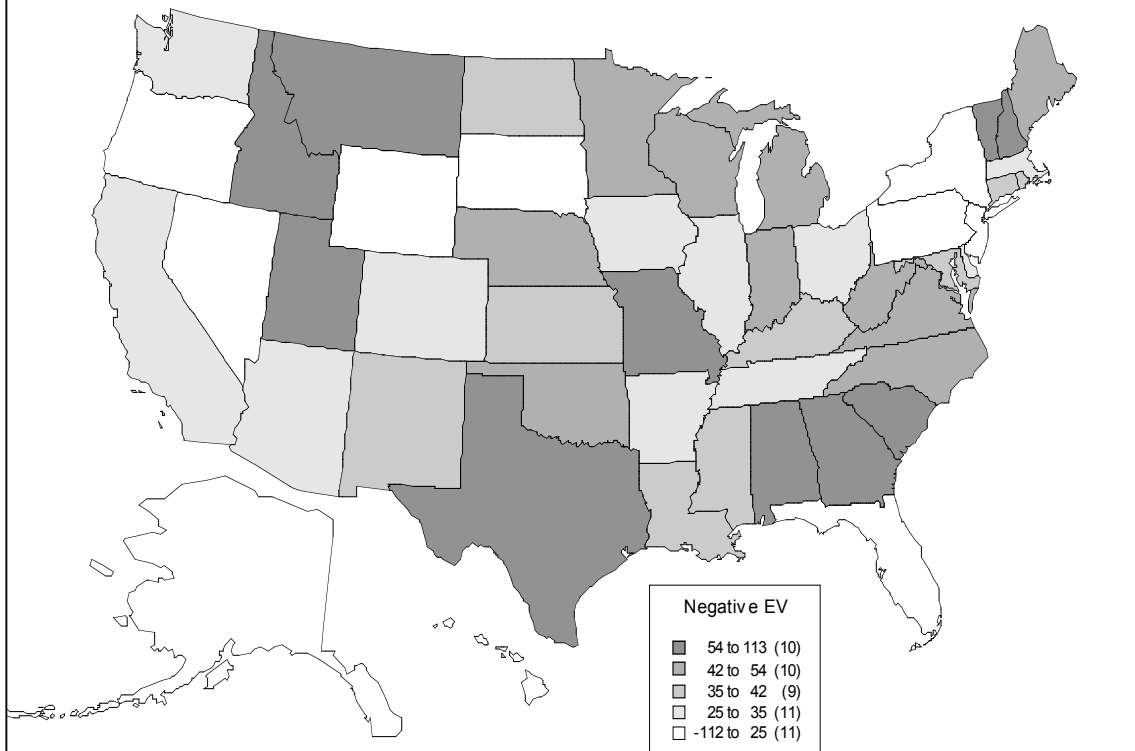 Negative EV
54 to 113 (10)
42 to 54 (10)
35 to 42 (9)
25 to 35 (11)
-112 to 25 (11)